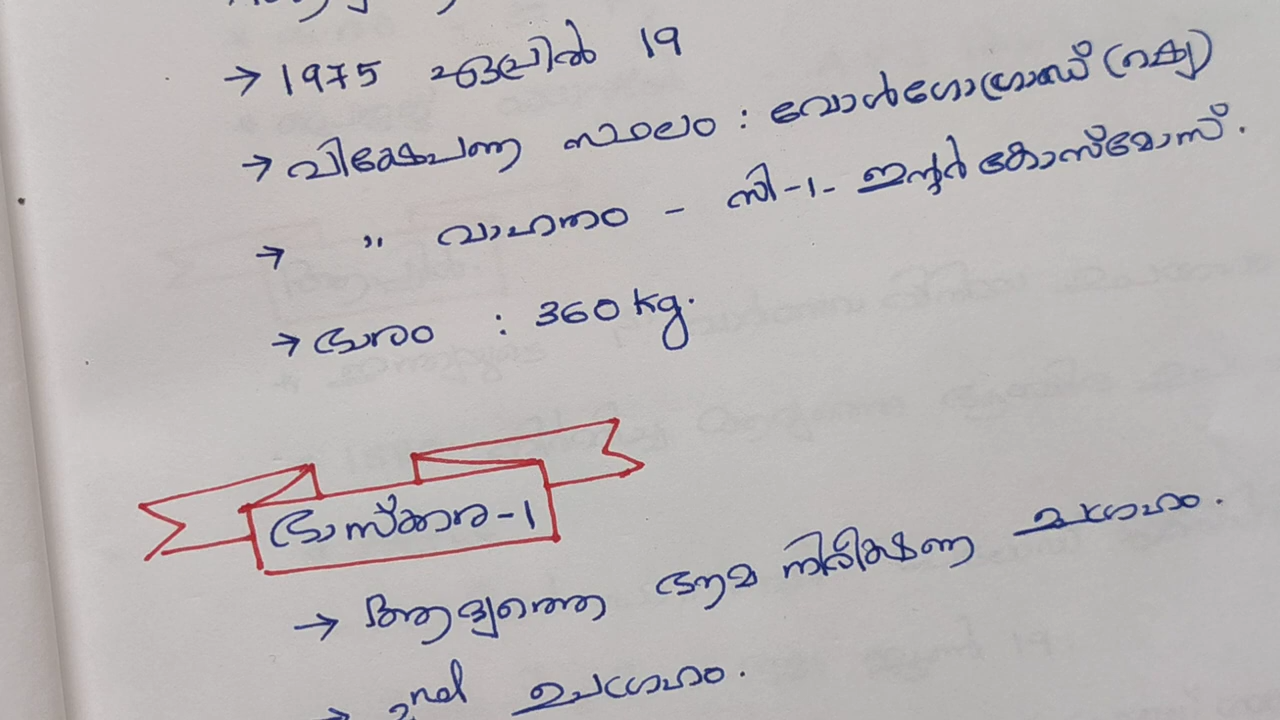 → 1975 ഏപ്രിൽ 19
→ വിക്ഷേപണ സ്ഥലം : വോൾഗോഗ്രാഡ് (റഷ്യ)
→ " വാഹനം - സി-1- ഇന്റർകോസ്മോസ്.
→ ഭാരം : 360 kg.
ഭാസ്കര-1
→ ആദ്യത്തെ ഭൗമ നിരീക്ഷണ ഉപഗ്രഹം.
→ 2nd ഉപഗ്രഹം.